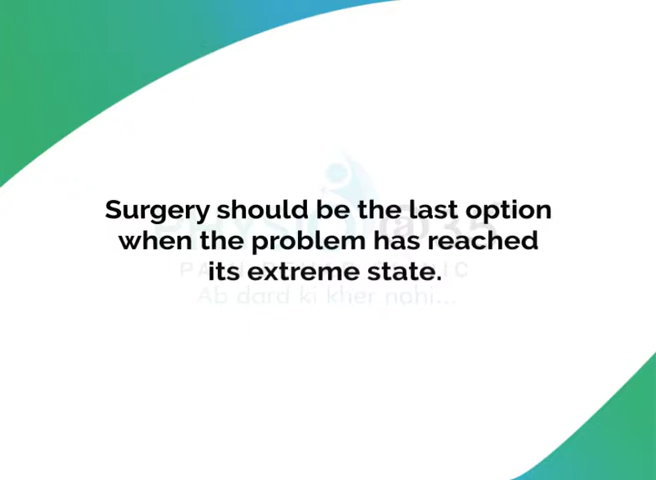 Surgery should be the last option
when the problem has reached
its extreme state.
Ab dard ki kher nahi...